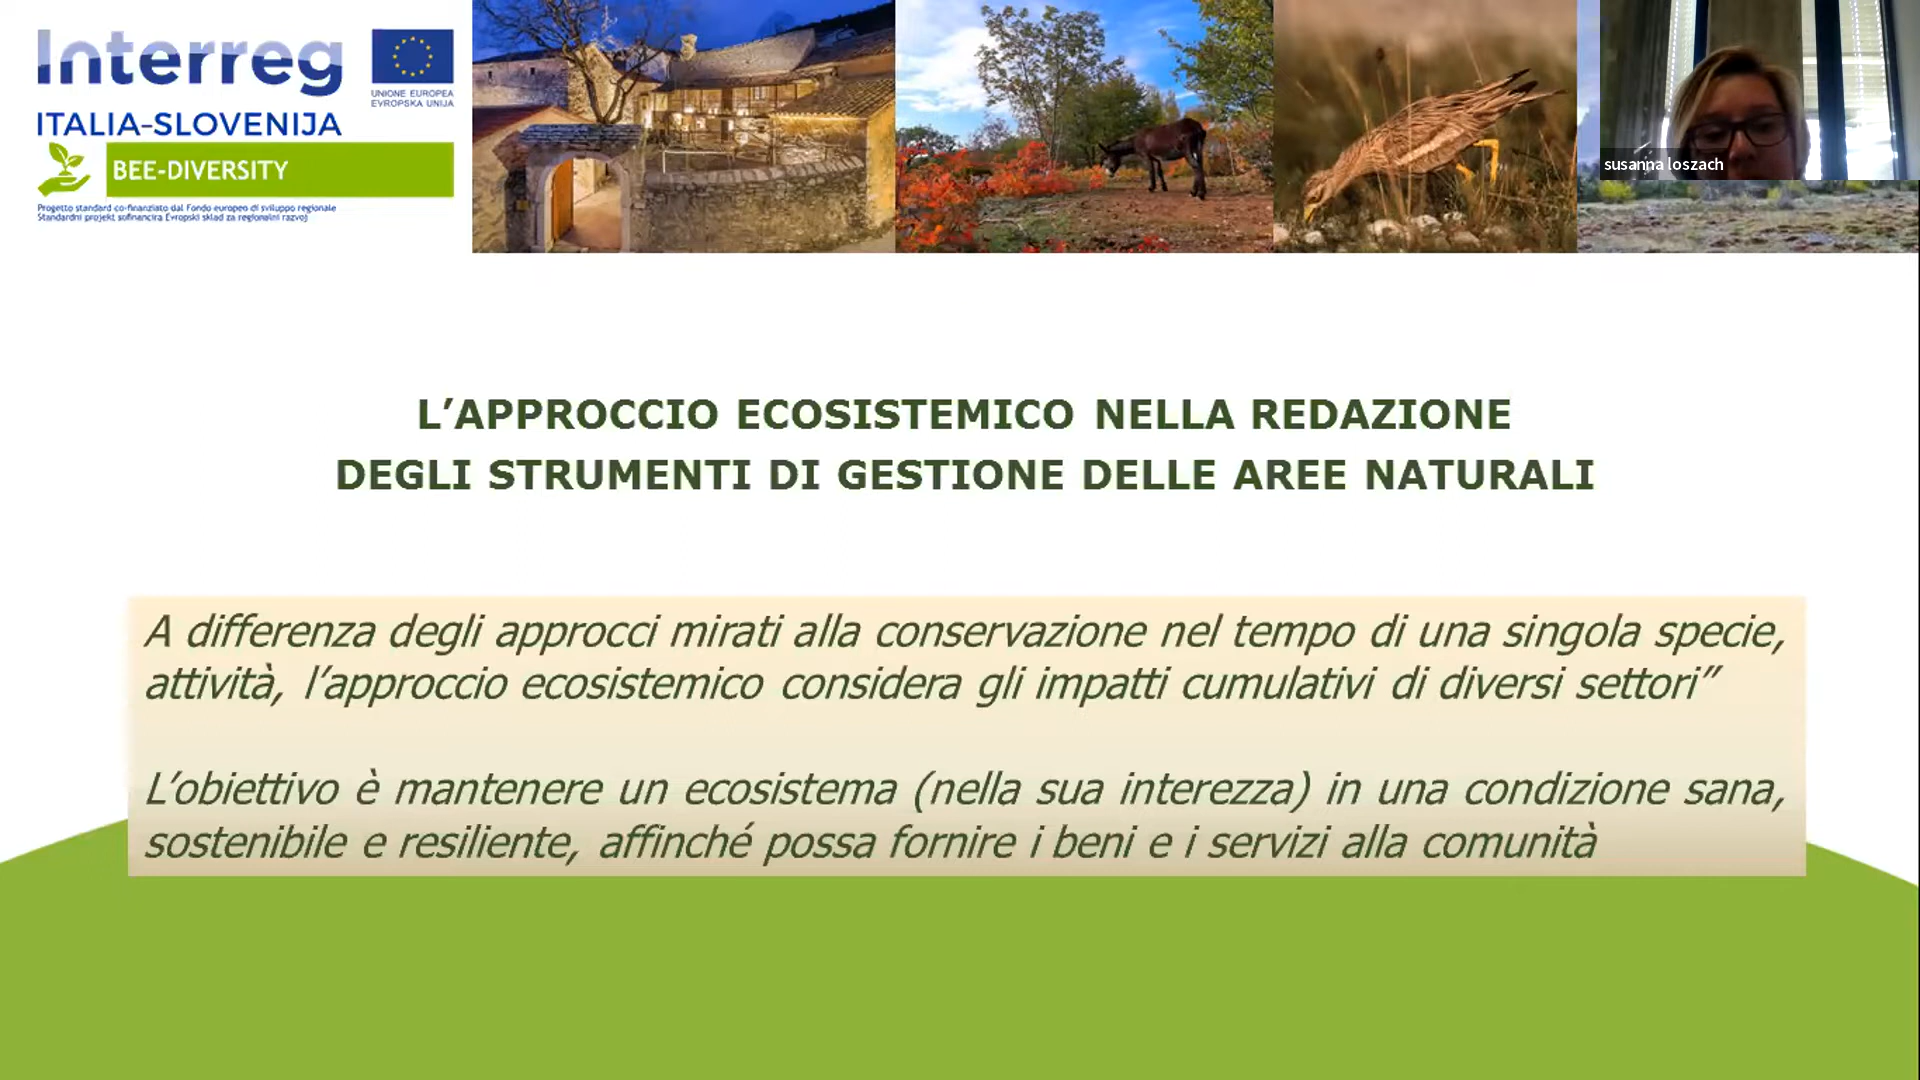 Interreg
UNIONE EUROPEA
EVROPSKA UNIJA
ITALIA-SLOVENIJA
BEE-DIVERSITY
Progetto standard co-finanziato dal Fondo europeo di sviluppo regionale
Standardni projekt sofinancira Evropski sklad za regionalni razvoj
susanna loszach
L’APPROCCIO ECOSISTEMICO NELLA REDAZIONE
DEGLI STRUMENTI DI GESTIONE DELLE AREE NATURALI
A differenza degli approcci mirati alla conservazione nel tempo di una singola specie,
attività, l’approccio ecosistemico considera gli impatti cumulativi di diversi settori”
L’obiettivo è mantenere un ecosistema (nella sua interezza) in una condizione sana,
sostenibile e resiliente, affinché possa fornire i beni e i servizi alla comunità